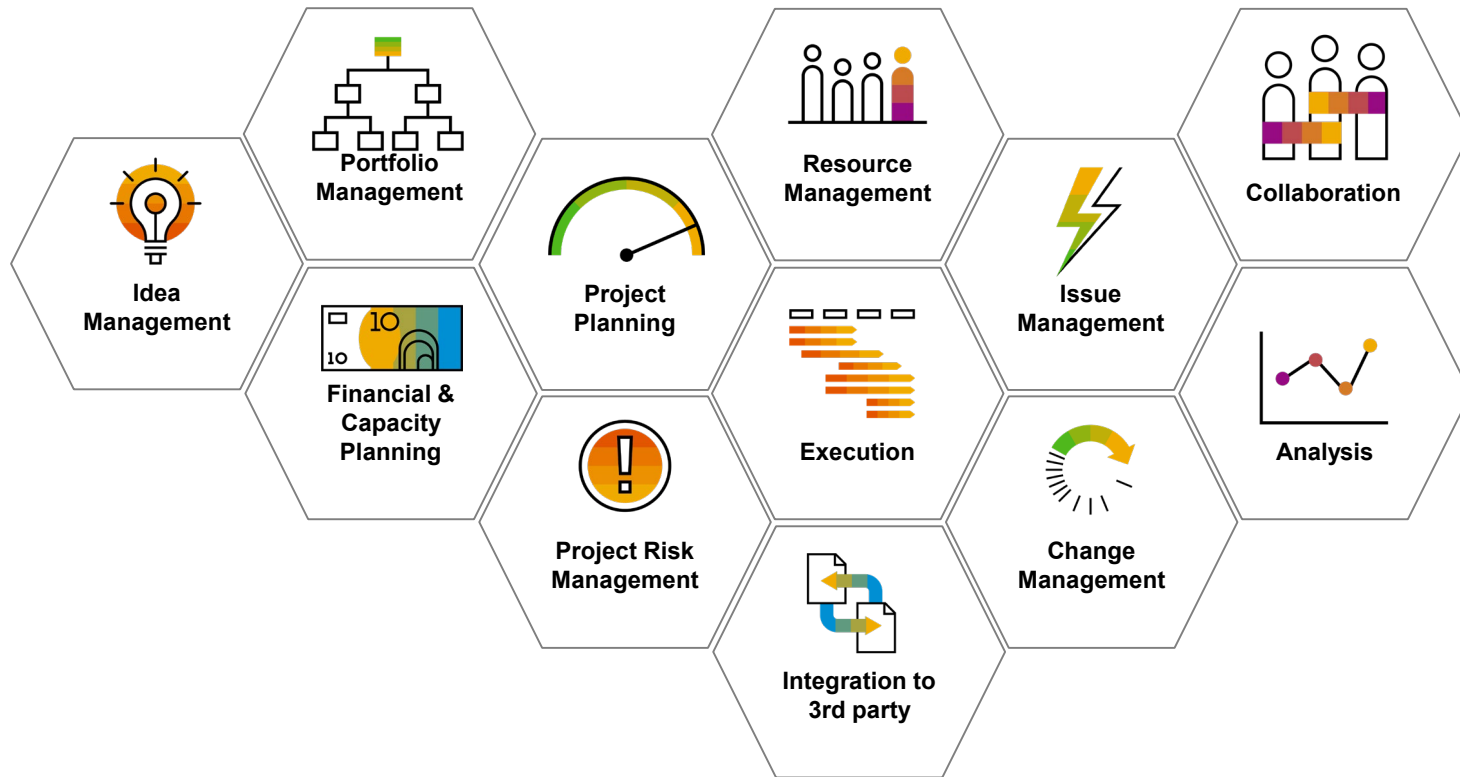 Idea
Management
Portfolio
Management
10
10
Financial &
Capacity
Planning
Project
Planning
Project Risk
Management
Resource
Management
Execution
Integration to
3rd party
Issue
Management
Change
Management
Collaboration
Analysis